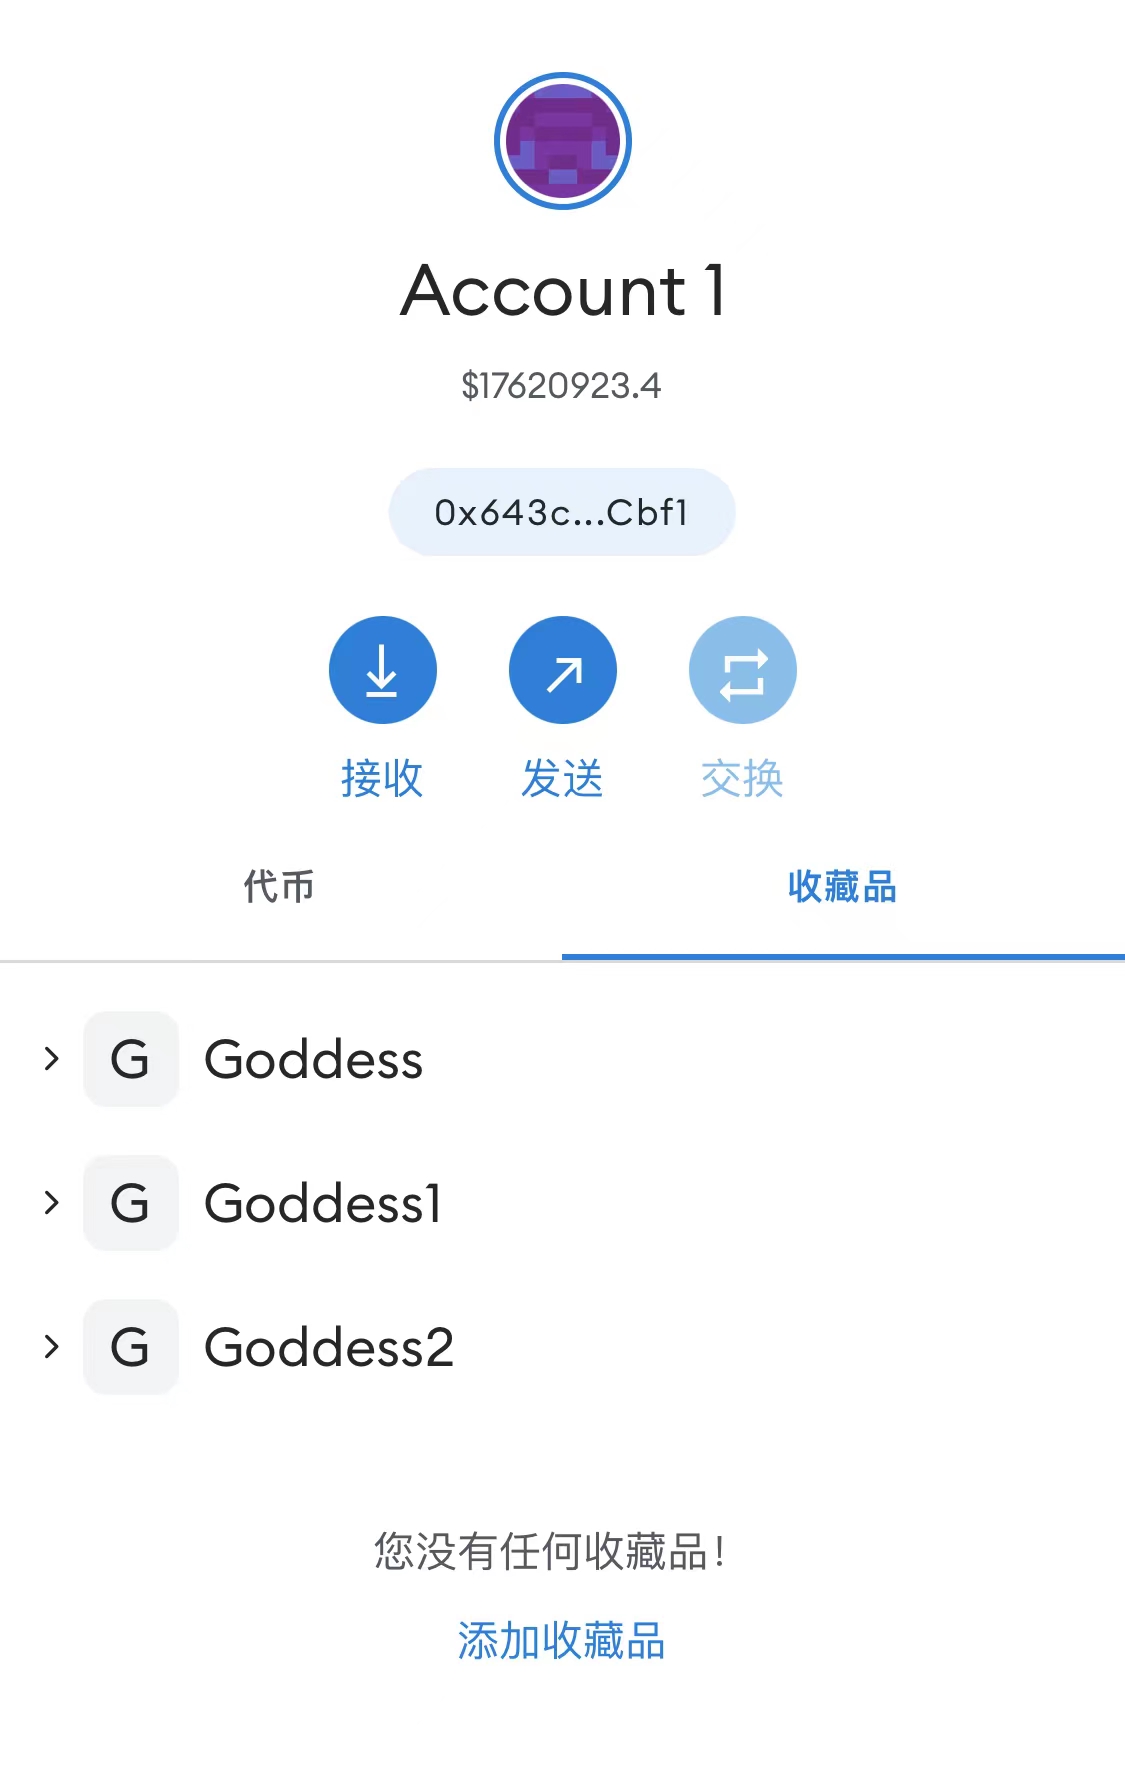 Account 1
$17620923.4
0x643c...Cbf1
接收 发送 交换
代币 收藏品
G Goddess
G Goddess1
G Goddess2
您没有任何收藏品！
添加收藏品